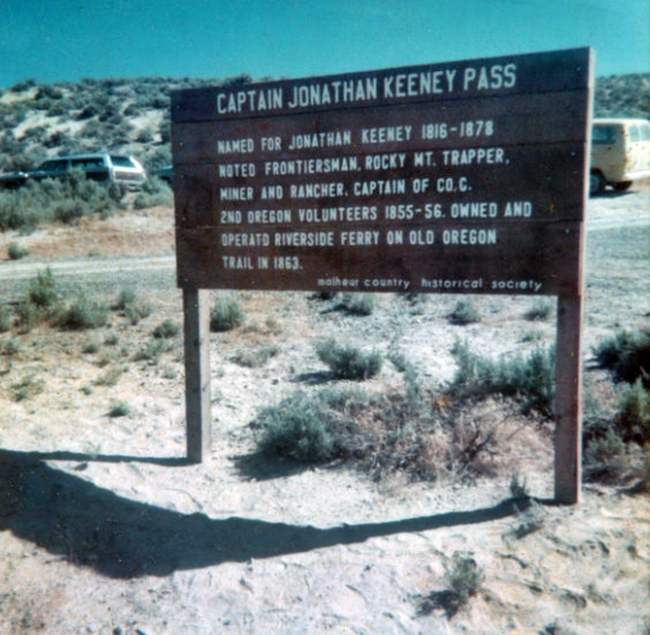 CAPTAIN JONATHAN KEENEY PASS
NAMED FOR JONATHAN KEENEY 1816-1878
NOTED FRONTIERSMAN, ROCKY MT. TRAPPER,
MINER AND RANCHER. CAPTAIN OF CO.G.
2ND OREGON VOLUNTEERS 1855-56. OWNED AND
OPERATD RIVERSIDE FERRY ON OLD OREGON
TRAIL IN 1863.
malheur country historical society